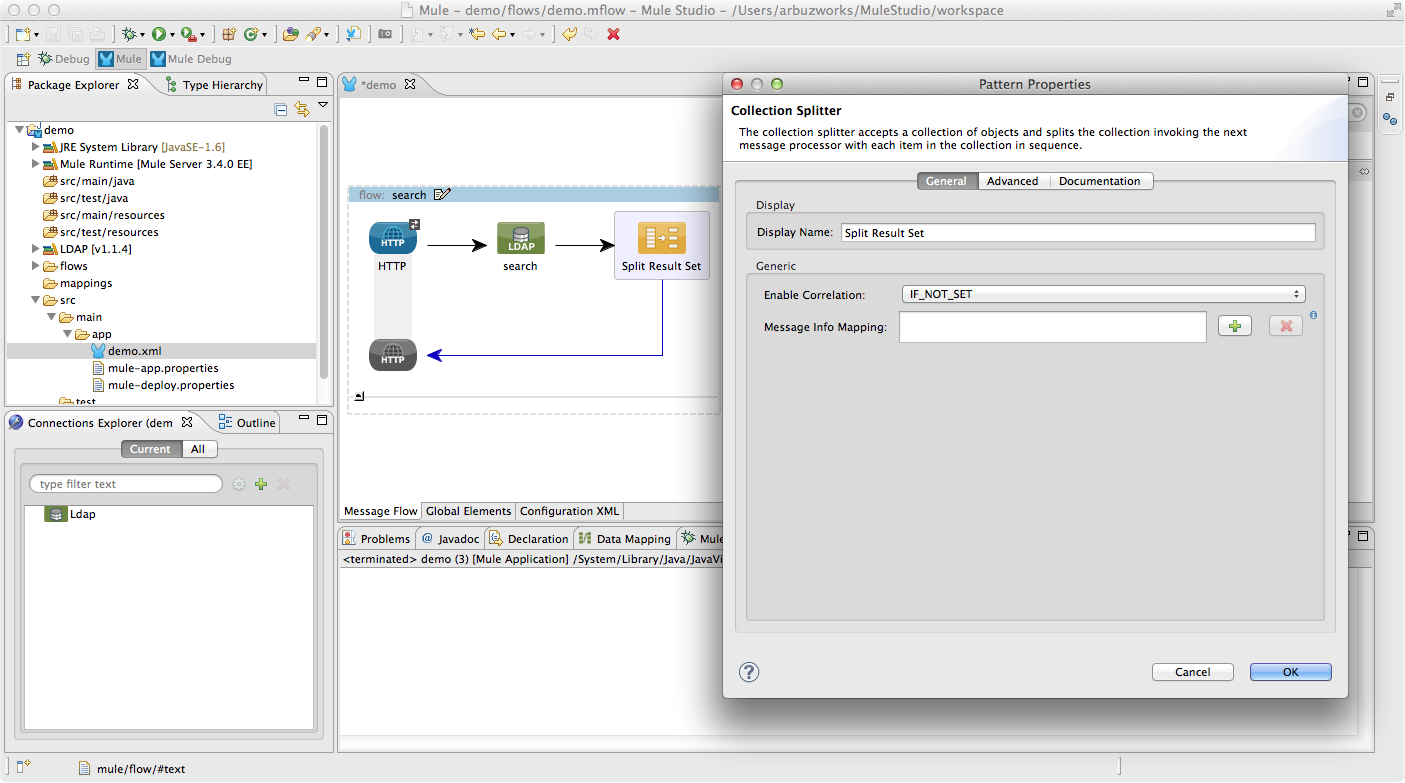 Mule – demo/flows/demo.mflow – Mule Studio – /Users/arbuzworks/MuleStudio/workspace
Debug Mule Mule Debug
Package Explorer Type Hierarchy
demo
JRE System Library [JavaSE-1.6]
Mule Runtime [Mule Server 3.4.0 EE]
src/main/java
src/test/java
src/main/resources
src/test/resources
LDAP [v1.1.4]
flows
mappings
src
main
app
demo.xml
mule-app.properties
mule-deploy.properties
test
Connections Explorer (dem Outline
Current All
type filter text
Ldap
*demo
flow: search
HTTP LDAP
HTTP search Split Result Set
HTTP
Message Flow Global Elements Configuration XML
Problems @ Javadoc Declaration Data Mapping Mule
<terminated> demo (3) [Mule Application] /System/Library/Java/JavaVi
Pattern Properties
Collection Splitter
The collection splitter accepts a collection of objects and splits the collection invoking the next
message processor with each item in the collection in sequence.
General Advanced Documentation
Display
Display Name: Split Result Set
Generic
Enable Correlation: IF_NOT_SET
Message Info Mapping:
?
Cancel OK
mule/flow/#text